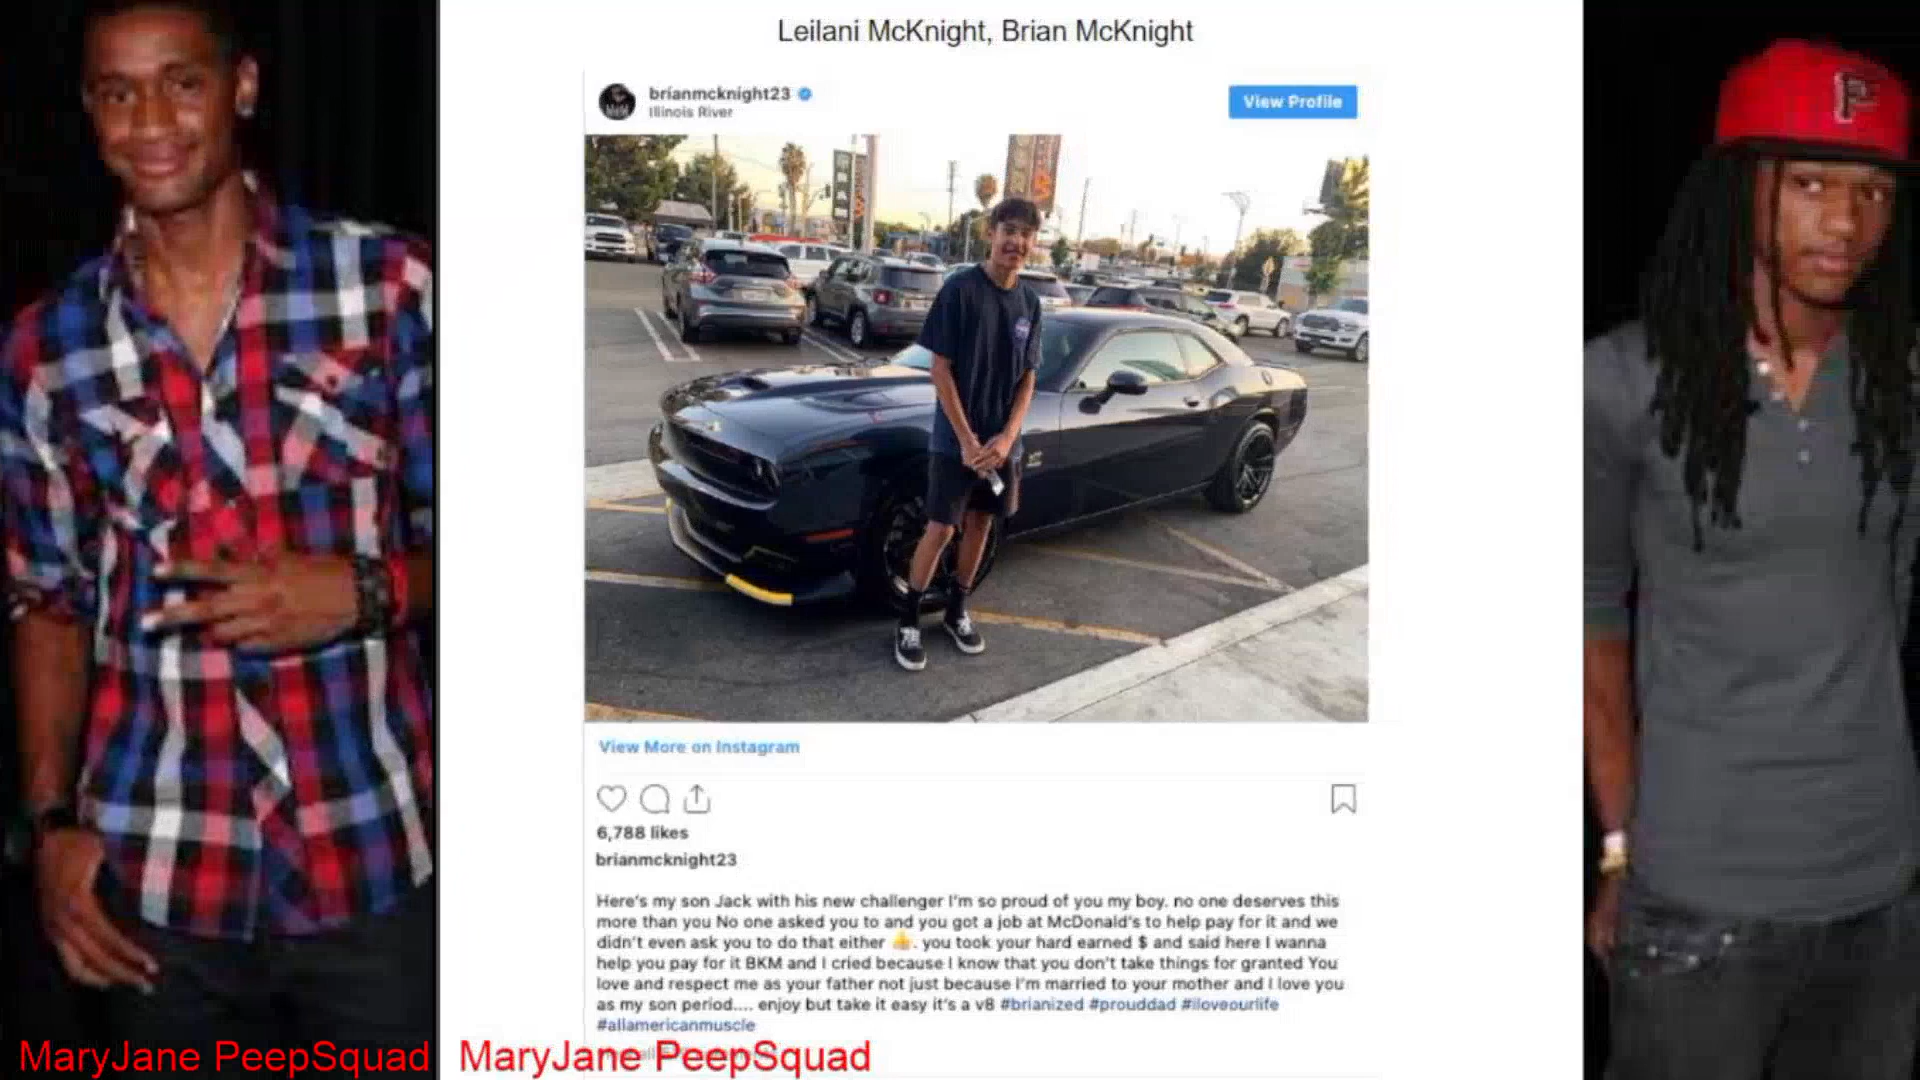 Leilani McKnight, Brian McKnight
brianmcknight23
Illinois River
View Profile
View More on Instagram
6,788 likes
brianmcknight23
Here's my son Jack with his new challenger I'm so proud of you my boy. no one deserves this
more than you No one asked you to and you got a job at McDonald's to help pay for it and we
didn't even ask you to do that either 👍. you took your hard earned $ and said here I wanna
help you pay for it BKM and I cried because I know that you don't take things for granted You
love and respect me as your father not just because I'm married to your mother and I love you
as my son period.... enjoy but take it easy it's a v8 #brianized #prouddad #iloveourlife
#allamericanmuscle
MaryJane PeepSquad
MaryJane PeepSquad